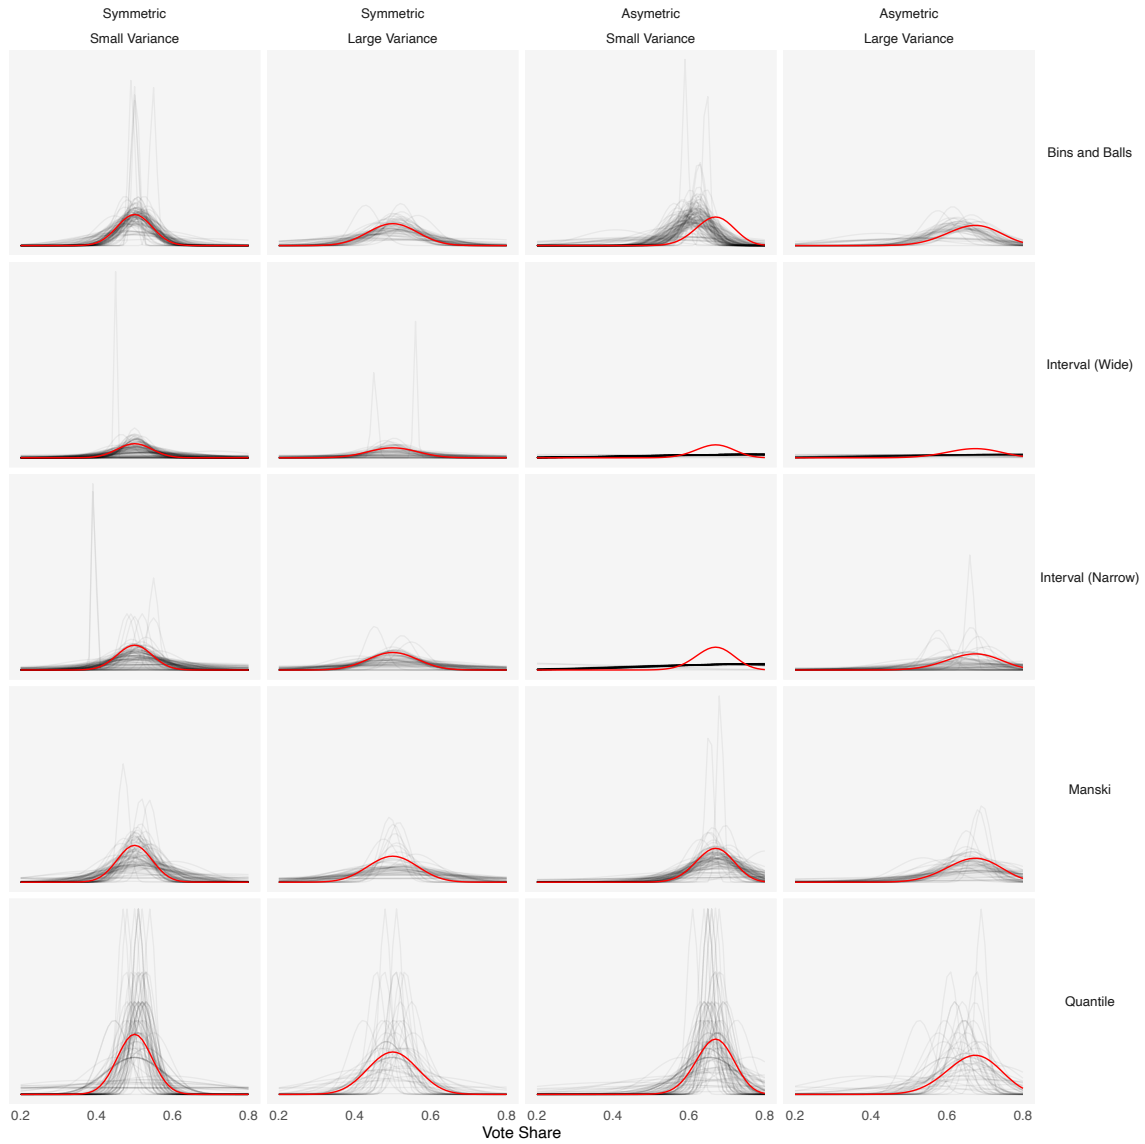 Symmetric Symmetric Asymetric Asymetric
Small Variance Large Variance Small Variance Large Variance
Bins and Balls
Interval (Wide)
Interval (Narrow)
Manski
Quantile
0.2 0.4 0.6 0.8 0.2 0.4 0.6 0.8 0.2 0.4 0.6 0.8 0.2 0.4 0.6 0.8
Vote Share